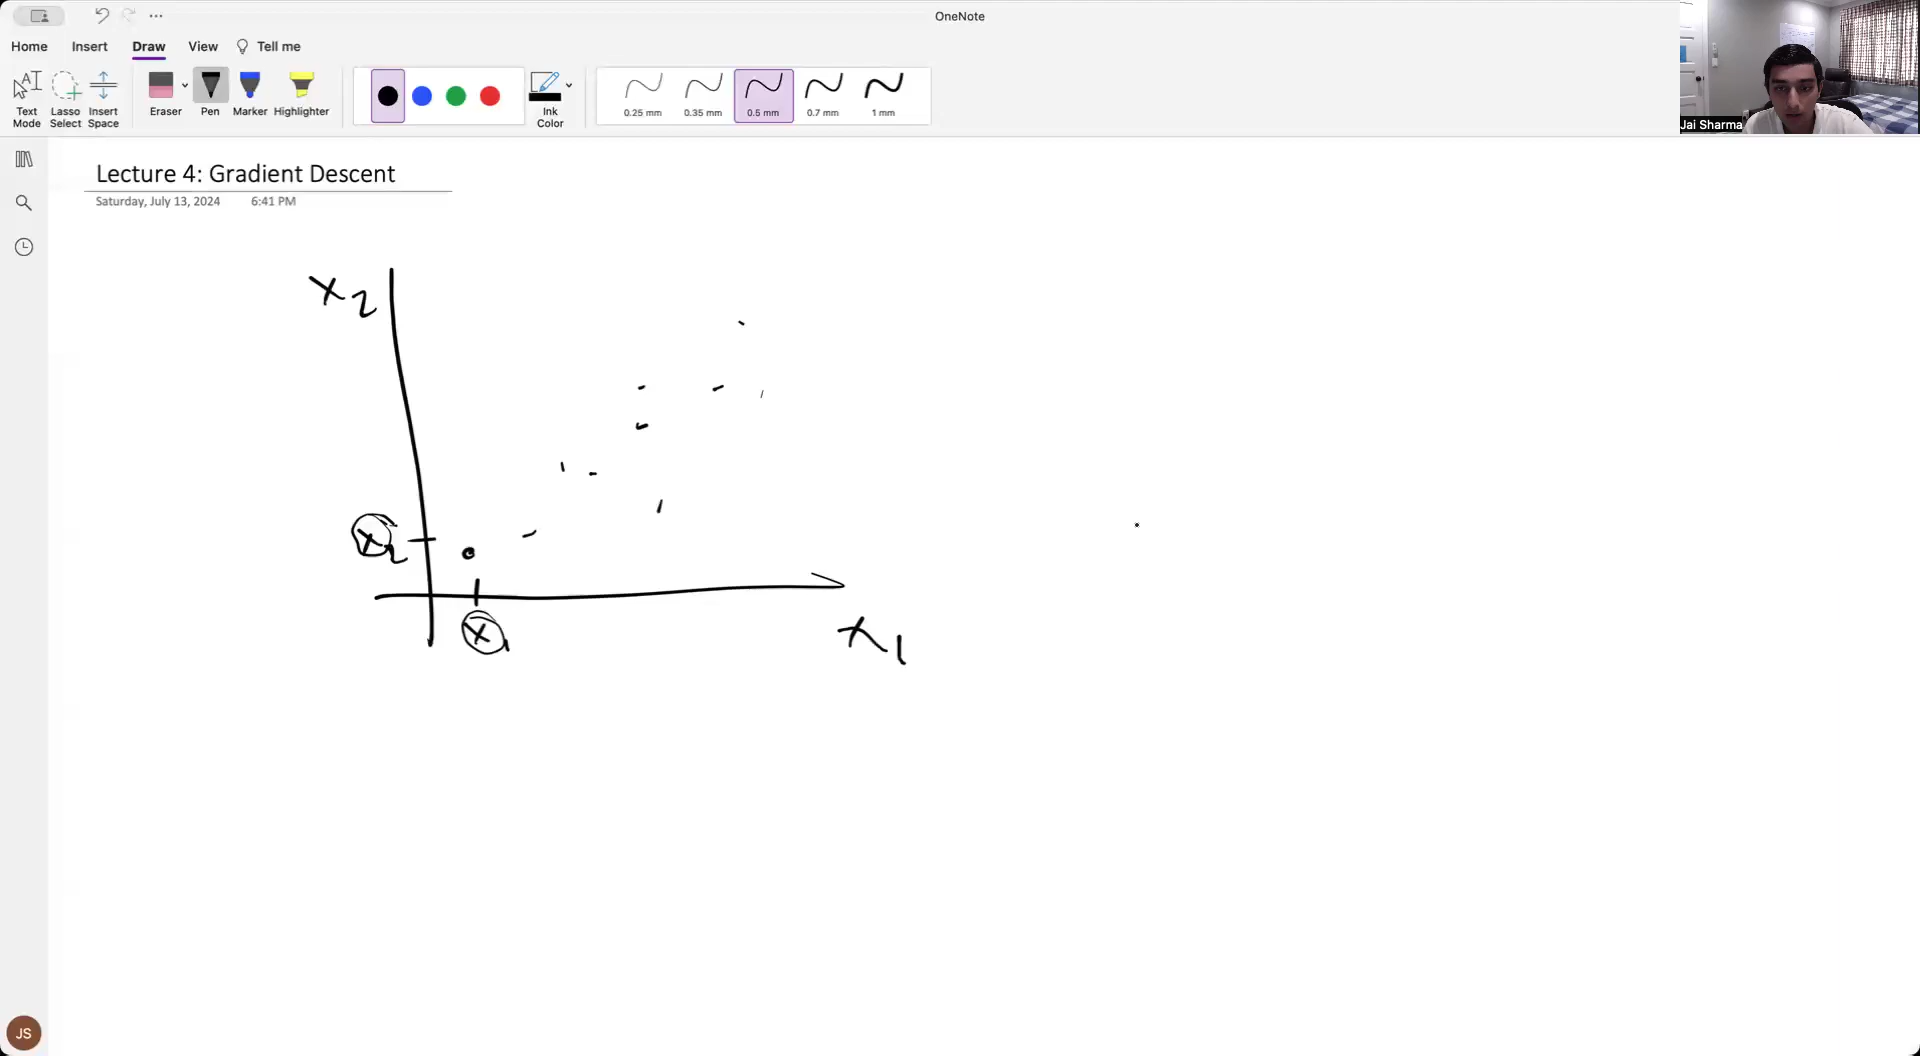 OneNote
Home Insert Draw View Tell me
Text Mode
Lasso Select
Insert Space
Eraser
Pen
Marker
Highlighter
Ink Color
0.25 mm
0.35 mm
0.5 mm
0.7 mm
1 mm
Jai Sharma
Lecture 4: Gradient Descent
Saturday, July 13, 2024 6:41 PM
x2
x2
x1
x1
JS